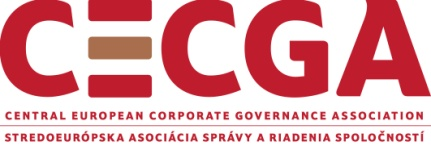 CECGA
CENTRAL EUROPEAN CORPORATE GOVERNANCE ASSOCIATION
STREDOEURÓPSKA ASOCIÁCIA SPRÁVY A RIADENIA SPOLOČNOSTÍ